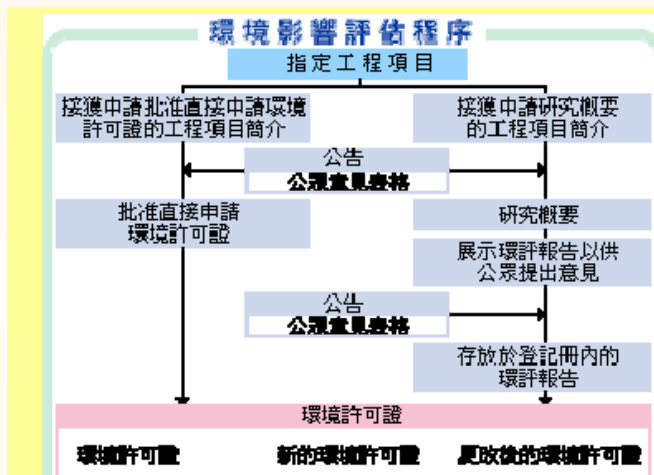 環境影響評估程序
指定工程項目
接獲申請批准直接申請環境
許可證的工程項目簡介
接獲申請研究概要
的工程項目簡介
公告
公眾意見表格
批准直接申請
環境許可證
研究概要
展示環評報告以供
公眾提出意見
公告
公眾意見表格
存放於登記冊內的
環評報告
環境許可證
環境許可證
新的環境許可證
更改後的環境許可證